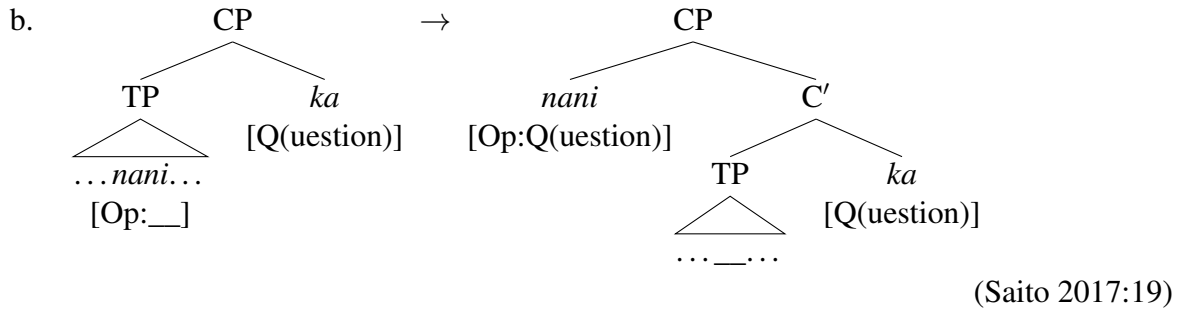 b. CP → CP
TP ka nani C′
[Q(uestion)] [Op:Q(uestion)]
…nani… TP ka
[Op:__] [Q(uestion)]
…__…
(Saito 2017:19)